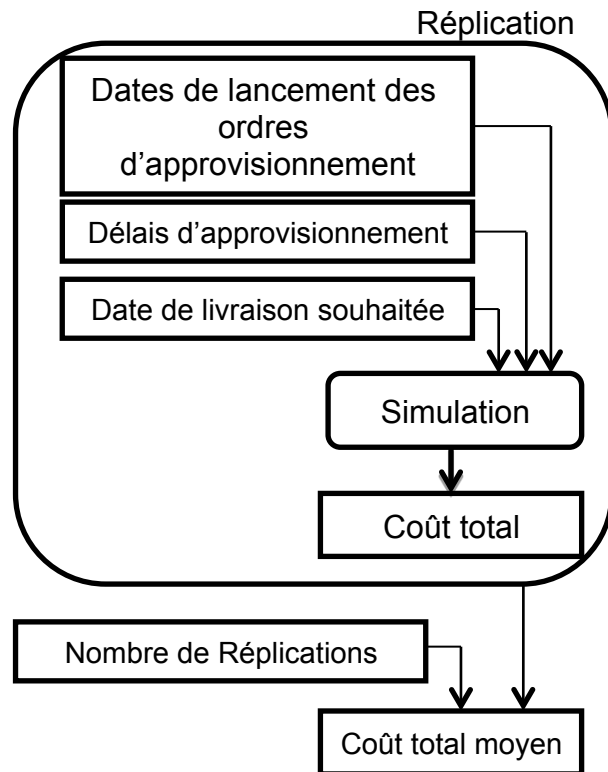 Réplication
Dates de lancement des
ordres
d’approvisionnement
Délais d’approvisionnement
Date de livraison souhaitée
Simulation
Coût total
Nombre de Réplications
Coût total moyen